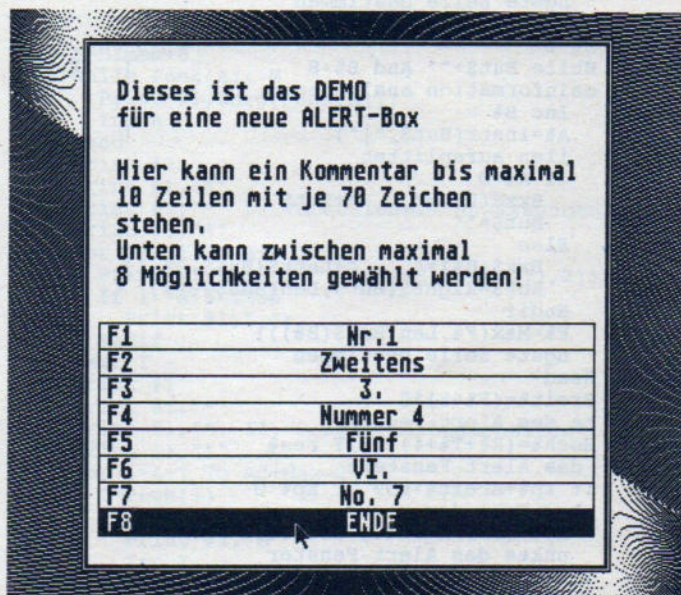 Dieses ist das DEMO
für eine neue ALERT-Box
Hier kann ein Kommentar bis maximal
10 Zeilen mit je 70 Zeichen
stehen.
Unten kann zwischen maximal
8 Möglichkeiten gewählt werden!
F1 Nr.1
F2 Zweitens
F3 3.
F4 Nummer 4
F5 Fünf
F6 VI.
F7 No. 7
F8 ENDE